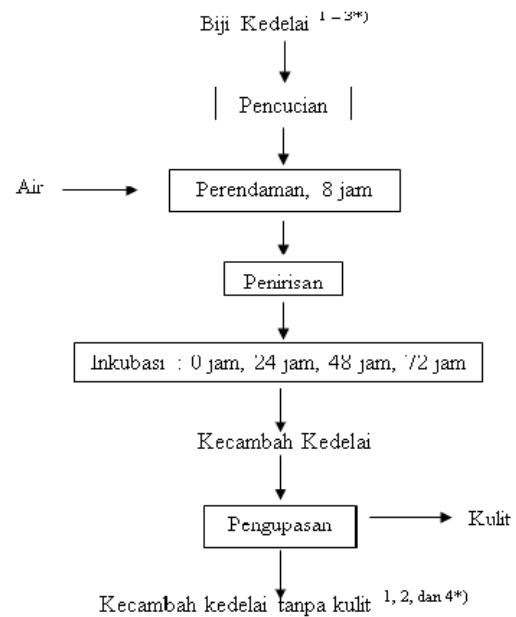 Biji Kedelai 1 – 3*)
Pencucian
Air
Perendaman, 8 jam
Penirisan
Inkubasi : 0 jam, 24 jam, 48 jam, 72 jam
Kecambah Kedelai
Pengupasan
Kulit
Kecambah kedelai tanpa kulit 1, 2, dan 4*)